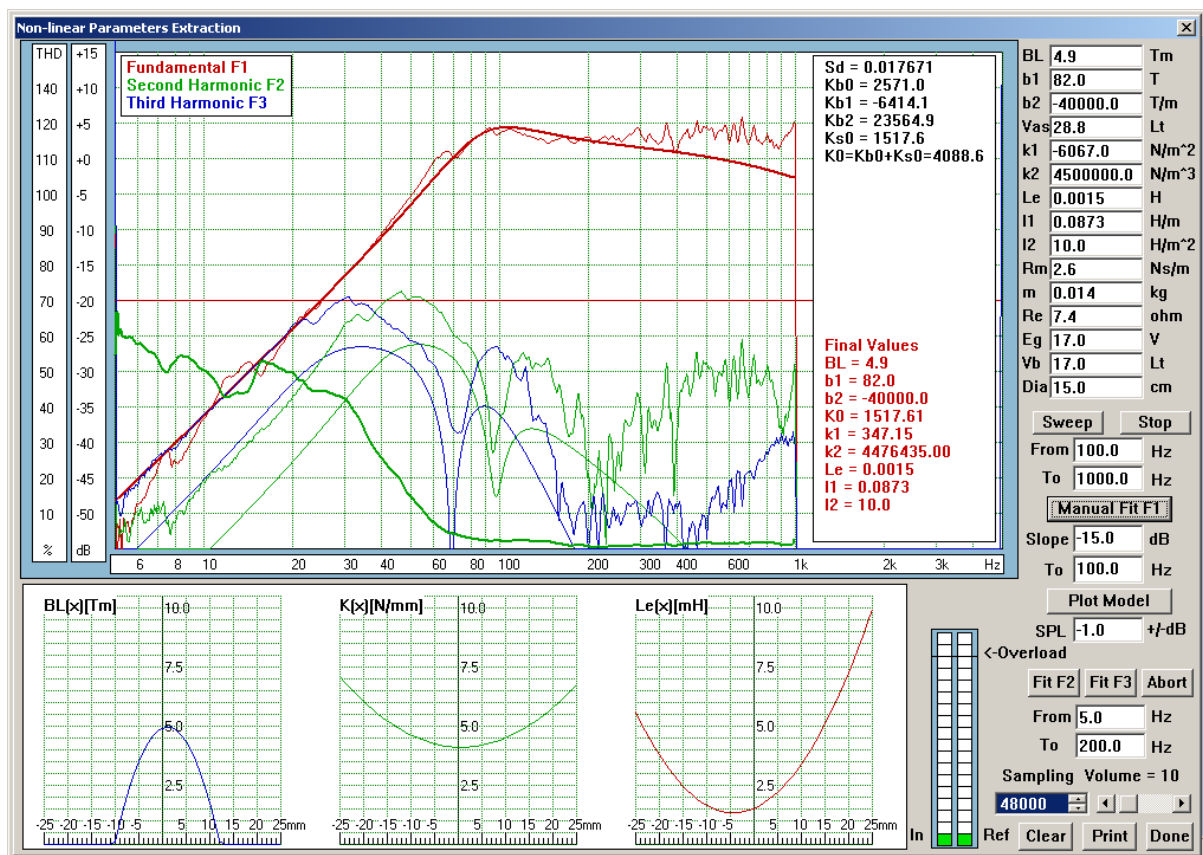 Non-linear Parameters Extraction
THD +15
140 +10
120 +5
110 +0
100 -5
90 -10
80 -15
70 -20
60 -25
50 -30
40 -35
30 -40
20 -45
10 -50
% dB
Fundamental F1
Second Harmonic F2
Third Harmonic F3
Sd = 0.017671
Kb0 = 2571.0
Kb1 = -6414.1
Kb2 = 23564.9
Ks0 = 1517.6
K0=Kb0+Ks0=4088.6
Final Values
BL = 4.9
b1 = 82.0
b2 = -40000.0
K0 = 1517.61
k1 = 347.15
k2 = 4476435.00
Le = 0.0015
l1 = 0.0873
l2 = 10.0
6 8 10 20 30 40 60 80 100 200 300 400 600 1k 2k 3k Hz
BL 4.9 Tm
b1 82.0 T
b2 -40000.0 T/m
Vas 28.8 Lt
k1 -6067.0 N/m^2
k2 4500000.0 N/m^3
Le 0.0015 H
l1 0.0873 H/m
l2 10.0 H/m^2
Rm 2.6 Ns/m
m 0.014 kg
Re 7.4 ohm
Eg 17.0 V
Vb 17.0 Lt
Dia 15.0 cm
Sweep Stop
From 100.0 Hz
To 1000.0 Hz
Manual Fit F1
Slope -15.0 dB
To 100.0 Hz
Plot Model
SPL -1.0 +/-dB
<-Overload
Fit F2 Fit F3 Abort
From 5.0 Hz
To 200.0 Hz
Sampling Volume = 10
48000
In Ref Clear Print Done
BL(x)[Tm] 10.0
7.5
5.0
2.5
-25 -20 -15 -10 -5 5 10 15 20 25mm
K(x)[N/mm] 10.0
7.5
5.0
2.5
-25 -20 -15 -10 -5 5 10 15 20 25mm
Le(x)[mH] 10.0
7.5
5.0
2.5
-25 -20 -15 -10 -5 5 10 15 20 25mm